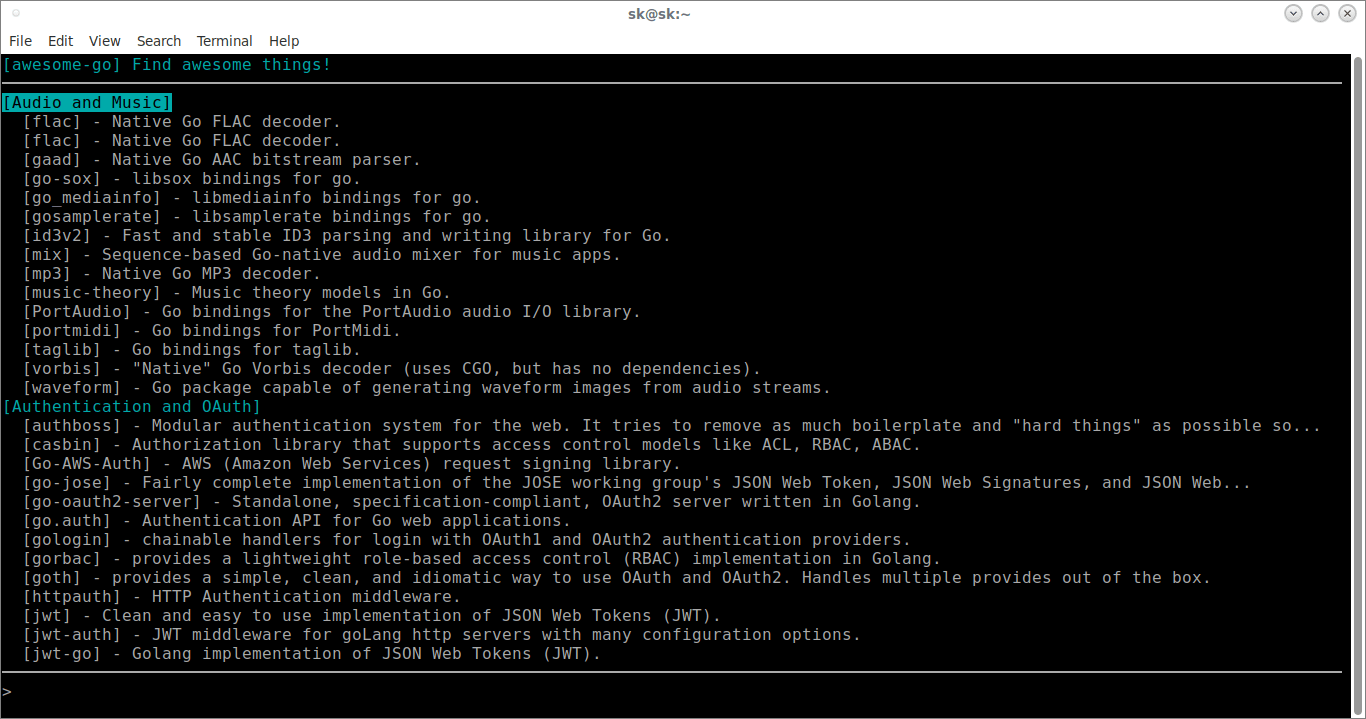 sk@sk:~
File Edit View Search Terminal Help
[awesome-go] Find awesome things!
[Audio and Music]
[flac] - Native Go FLAC decoder.
[flac] - Native Go FLAC decoder.
[gaad] - Native Go AAC bitstream parser.
[go-sox] - libsox bindings for go.
[go_mediainfo] - libmediainfo bindings for go.
[gosamplerate] - libsamplerate bindings for go.
[id3v2] - Fast and stable ID3 parsing and writing library for Go.
[mix] - Sequence-based Go-native audio mixer for music apps.
[mp3] - Native Go MP3 decoder.
[music-theory] - Music theory models in Go.
[PortAudio] - Go bindings for the PortAudio audio I/O library.
[portmidi] - Go bindings for PortMidi.
[taglib] - Go bindings for taglib.
[vorbis] - "Native" Go Vorbis decoder (uses CGO, but has no dependencies).
[waveform] - Go package capable of generating waveform images from audio streams.
[Authentication and OAuth]
[authboss] - Modular authentication system for the web. It tries to remove as much boilerplate and "hard things" as possible so...
[casbin] - Authorization library that supports access control models like ACL, RBAC, ABAC.
[Go-AWS-Auth] - AWS (Amazon Web Services) request signing library.
[go-jose] - Fairly complete implementation of the JOSE working group's JSON Web Token, JSON Web Signatures, and JSON Web...
[go-oauth2-server] - Standalone, specification-compliant, OAuth2 server written in Golang.
[go.auth] - Authentication API for Go web applications.
[gologin] - chainable handlers for login with OAuth1 and OAuth2 authentication providers.
[gorbac] - provides a lightweight role-based access control (RBAC) implementation in Golang.
[goth] - provides a simple, clean, and idiomatic way to use OAuth and OAuth2. Handles multiple provides out of the box.
[httpauth] - HTTP Authentication middleware.
[jwt] - Clean and easy to use implementation of JSON Web Tokens (JWT).
[jwt-auth] - JWT middleware for goLang http servers with many configuration options.
[jwt-go] - Golang implementation of JSON Web Tokens (JWT).
>